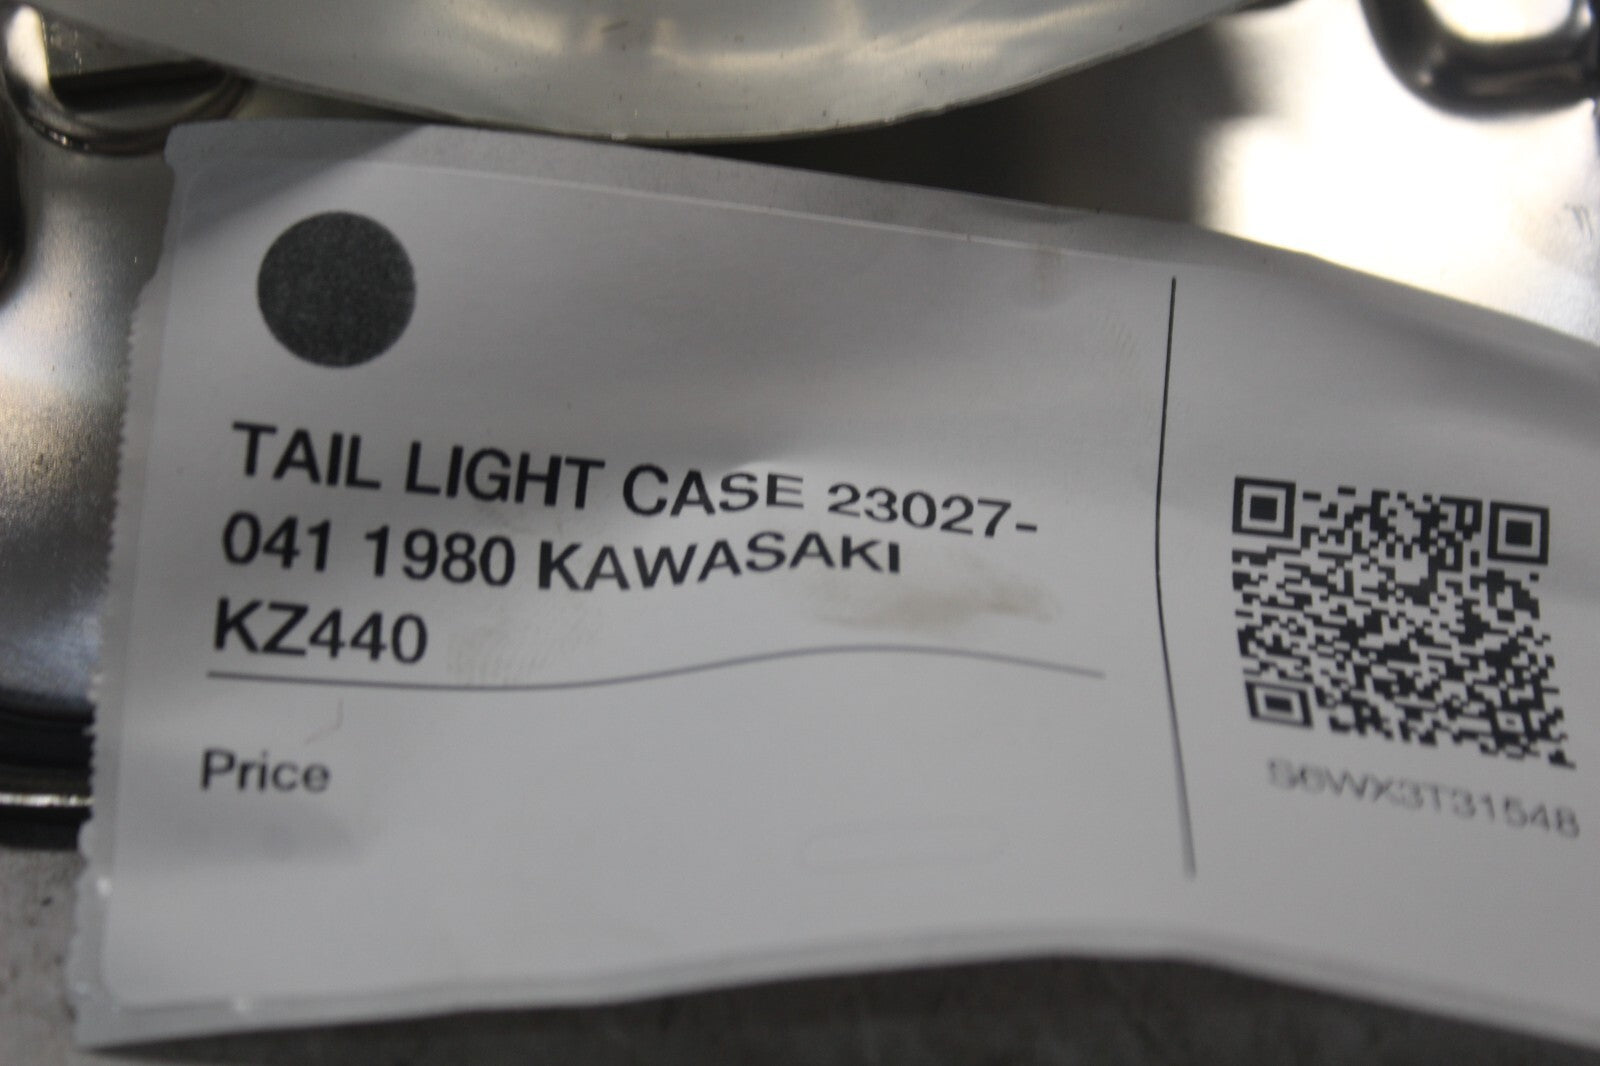 TAIL LIGHT CASE 23027-
041 1980 KAWASAKI
KZ440
Price
S6WX3T31548